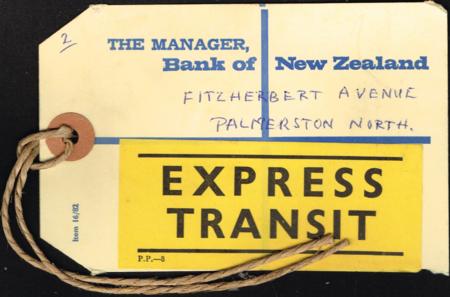 2
THE MANAGER,
Bank of New Zealand
FITZHERBERT AVENUE
PALMERSTON NORTH.
EXPRESS
TRANSIT
P.P.—8
Item 16/82